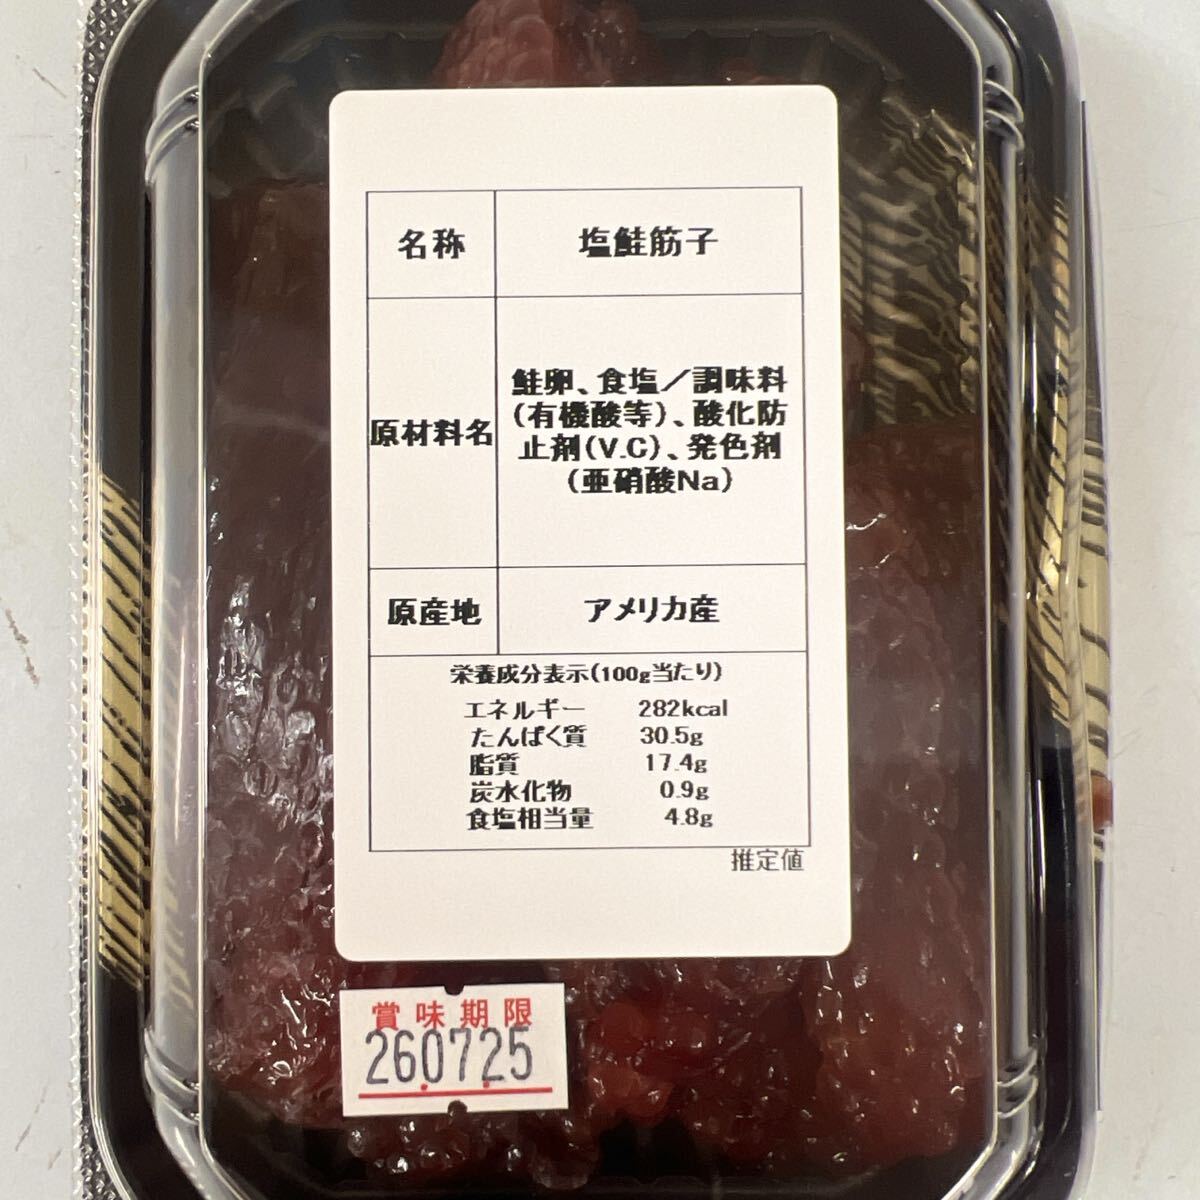 名称 塩鮭筋子
原材料名
鮭卵、食塩／調味料
(有機酸等)、酸化防
止剤(V.C)、発色剤
(亜硝酸Na)
原産地 アメリカ産
栄養成分表示(100g当たり)
エネルギー 282kcal
たんぱく質 30.5g
脂質 17.4g
炭水化物 0.9g
食塩相当量 4.8g
推定値
賞味期限
26.07.25